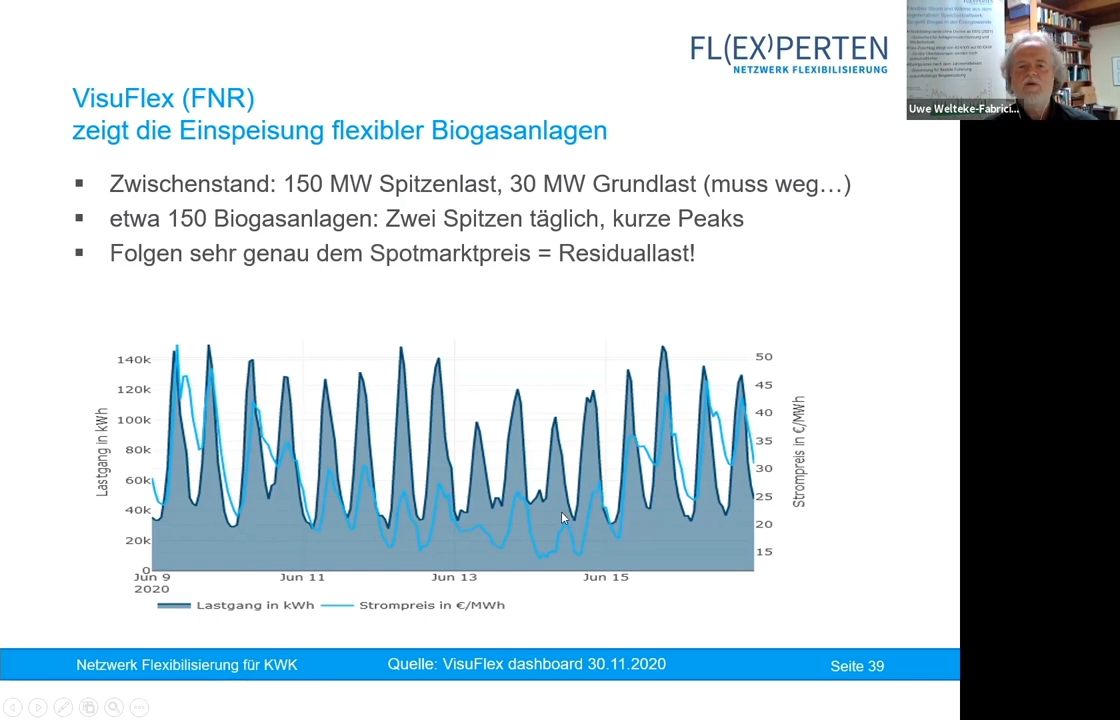 FL(EX)PERTEN
NETZWERK FLEXIBILISIERUNG
VisuFlex (FNR)
zeigt die Einspeisung flexibler Biogasanlagen
▪ Zwischenstand: 150 MW Spitzenlast, 30 MW Grundlast (muss weg…)
▪ etwa 150 Biogasanlagen: Zwei Spitzen täglich, kurze Peaks
▪ Folgen sehr genau dem Spotmarktpreis = Residuallast!
Uwe Welteke-Fabrici...
Lastgang in kWh
140k
120k
100k
80k
60k
40k
20k
0
Strompreis in €/MWh
50
45
40
35
30
25
20
15
Jun 9
2020
Jun 11
Jun 13
Jun 15
Lastgang in kWh
Strompreis in €/MWh
Netzwerk Flexibilisierung für KWK
Quelle: VisuFlex dashboard 30.11.2020
Seite 39